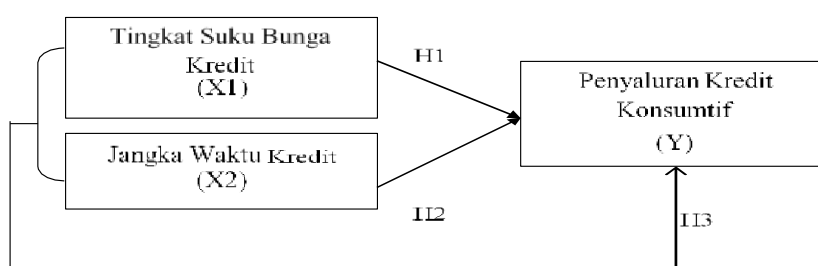 Tingkat Suku Bunga
Kredit
(X1)
H1
Jangka Waktu Kredit
(X2)
H2
Penyaluran Kredit
Konsumtif
(Y)
H3